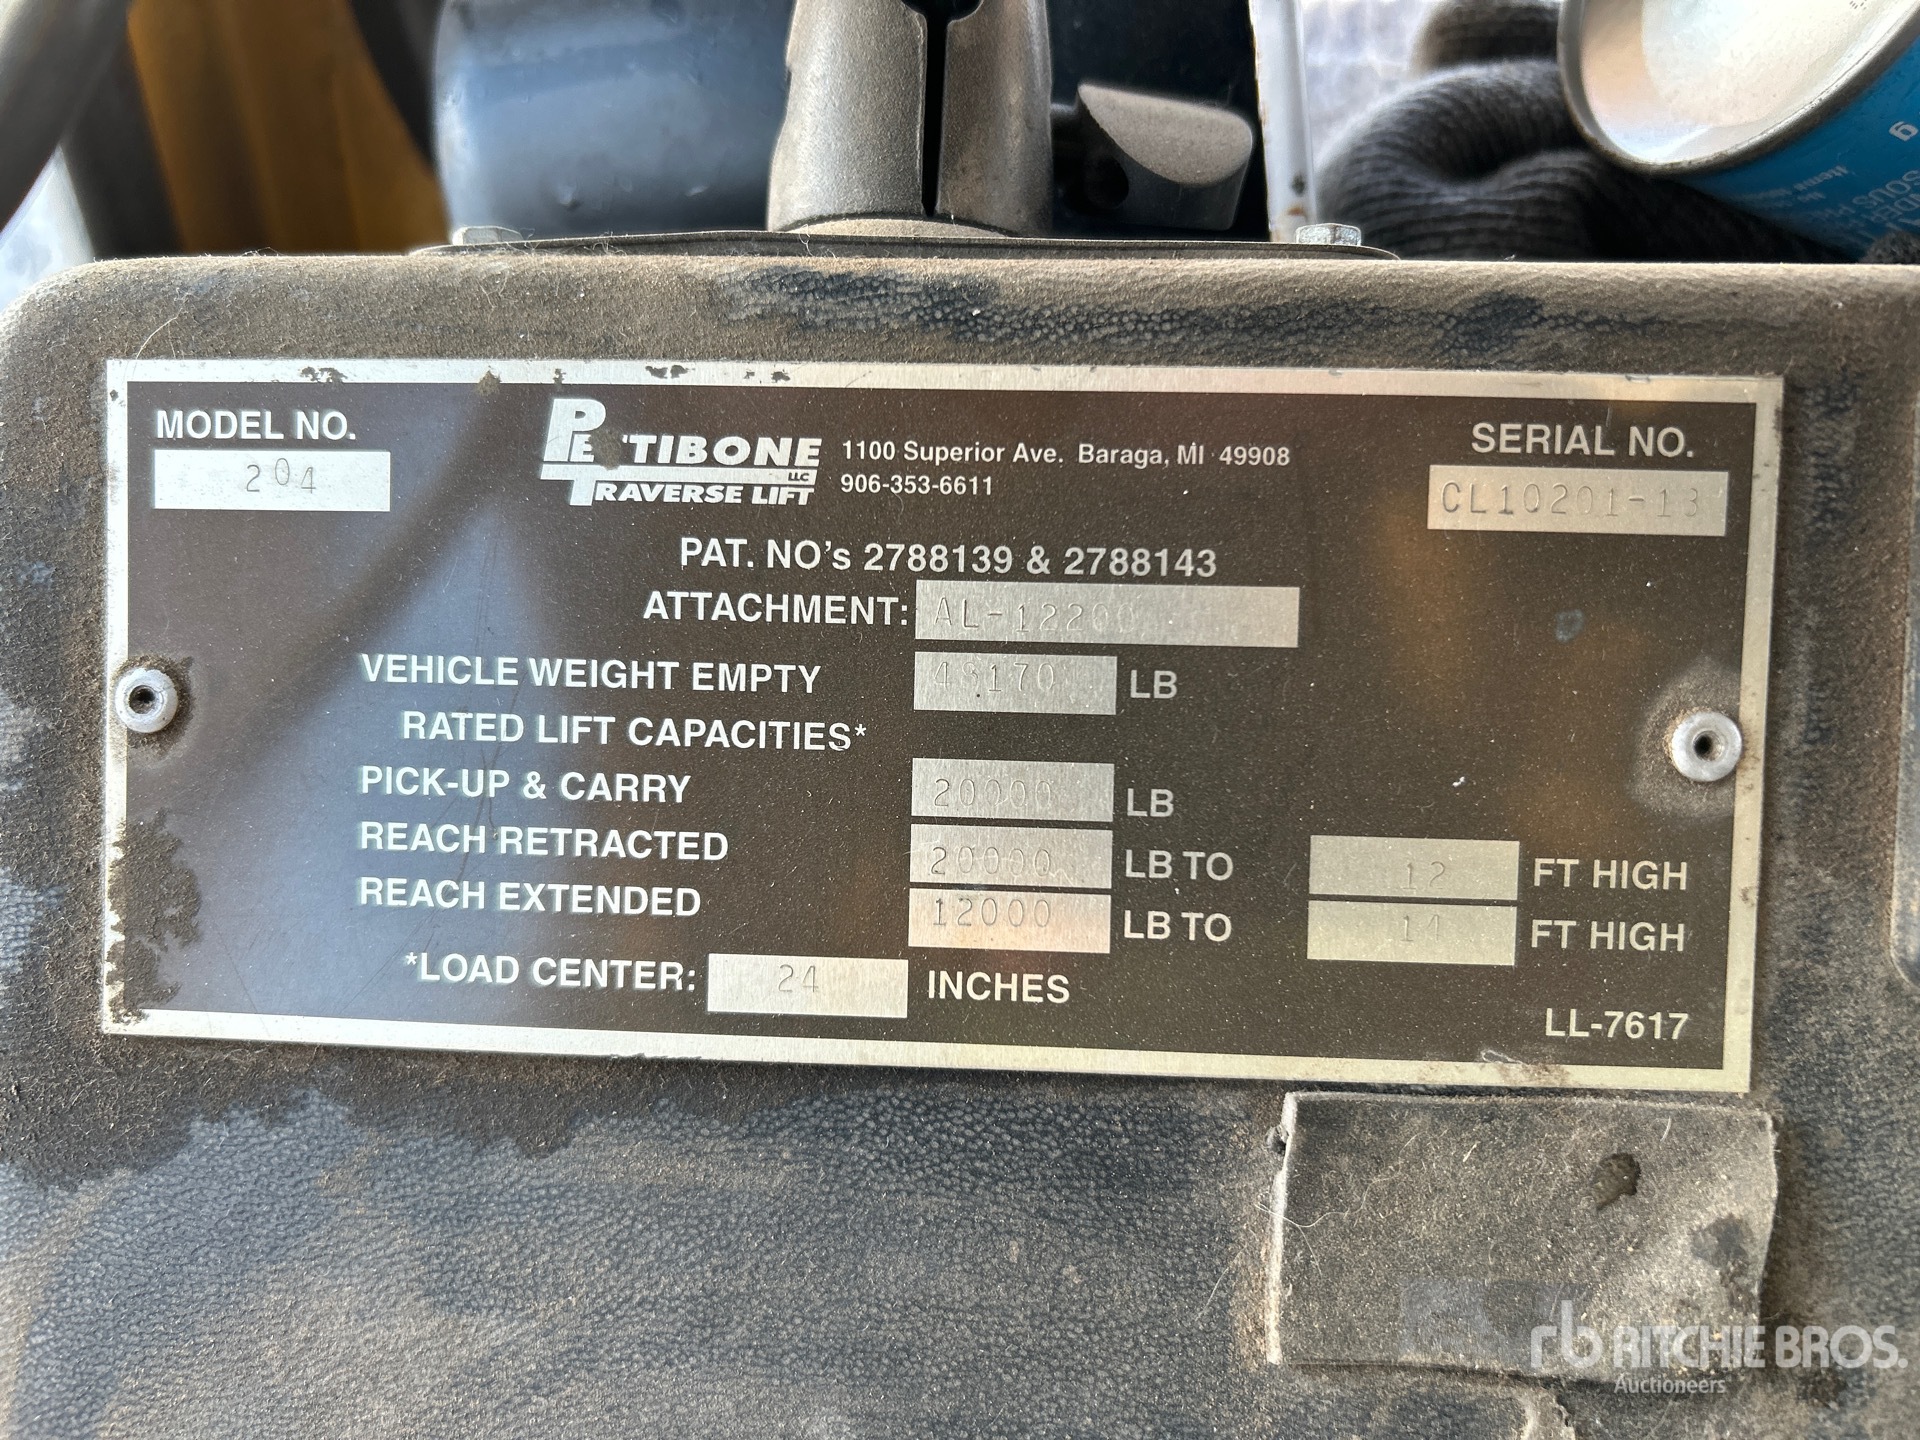 MODEL NO.
204
PETTIBONE LLC
TRAVERSE LIFT
1100 Superior Ave. Baraga, MI 49908
906-353-6611
SERIAL NO.
CL10201-13
PAT. NO's 2788139 & 2788143
ATTACHMENT: AL-12200
VEHICLE WEIGHT EMPTY LB
RATED LIFT CAPACITIES*
PICK-UP & CARRY 20000 LB
REACH RETRACTED 20000 LB TO 12 FT HIGH
REACH EXTENDED 12000 LB TO 14 FT HIGH
*LOAD CENTER: 24 INCHES
LL-7617
rb RITCHIE BROS.
Auctioneers